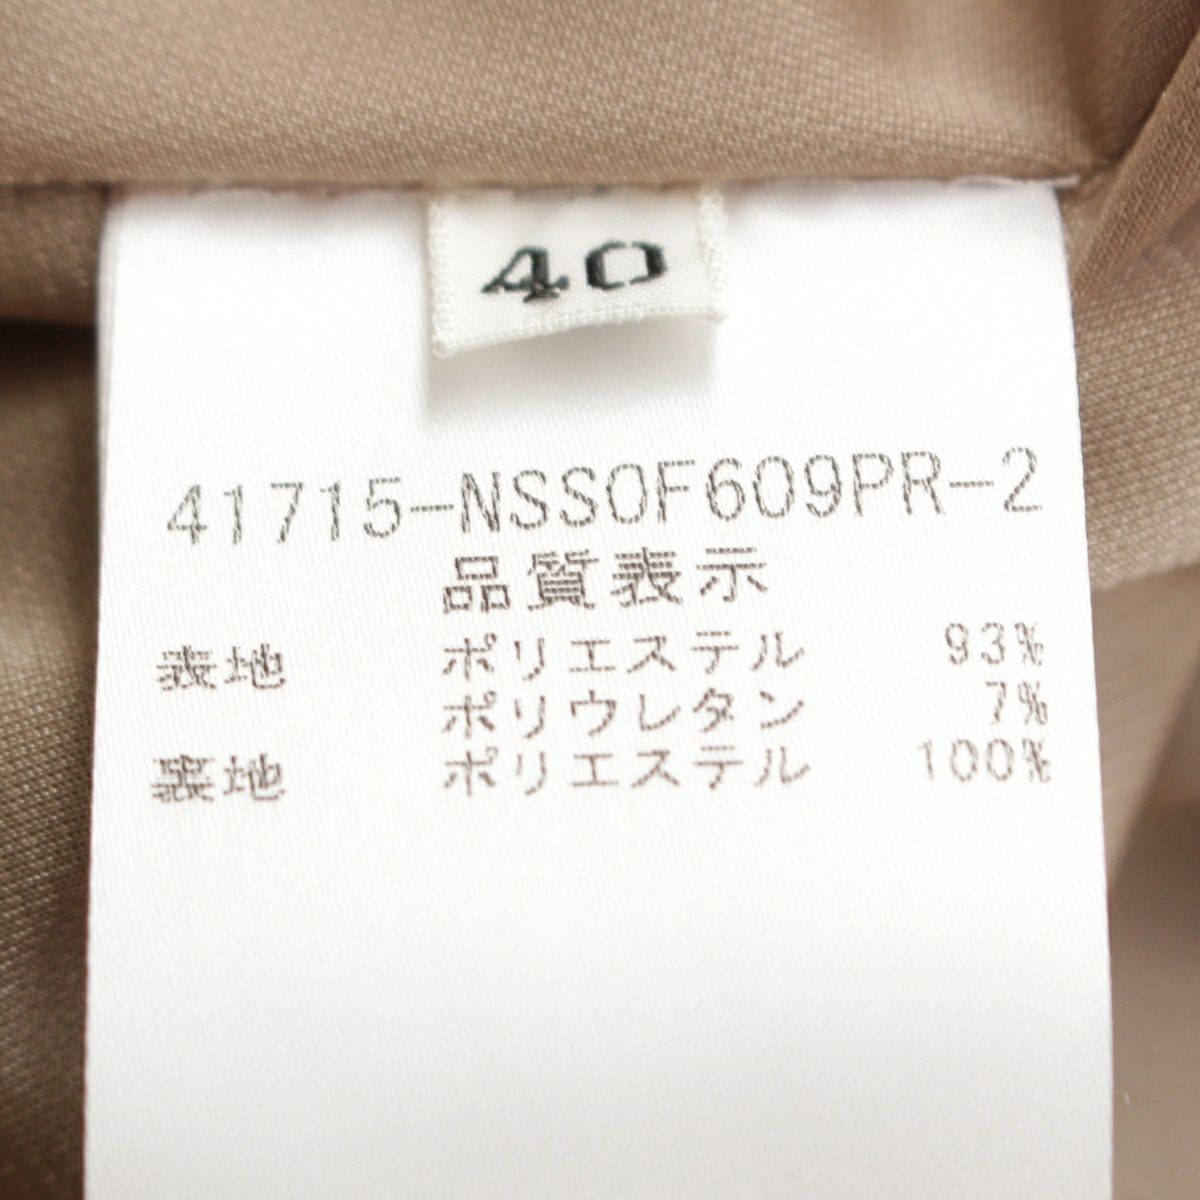 40
41715-NSS0F609PR-2
品質表示
表地 ポリエステル 93%
ポリウレタン 7%
裏地 ポリエステル 100%